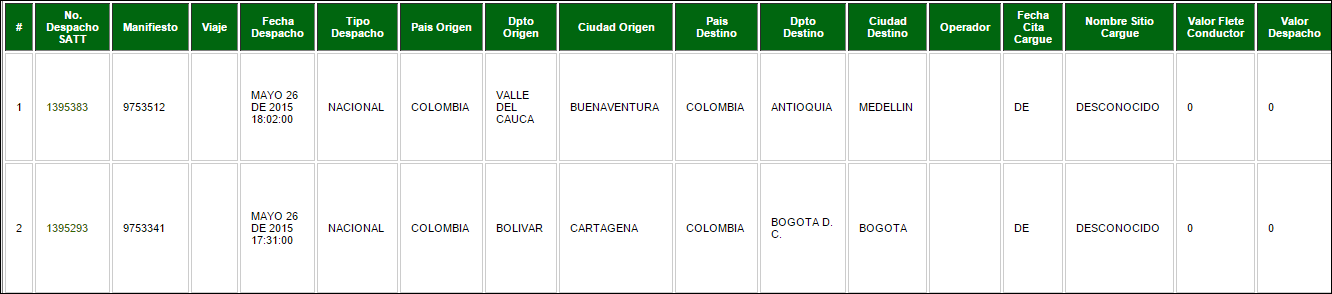 # No. Despacho SATT Manifiesto Viaje Fecha Despacho Tipo Despacho Pais Origen Dpto Origen Ciudad Origen Pais Destino Dpto Destino Ciudad Destino Operador Fecha Cita Cargue Nombre Sitio Cargue Valor Flete Conductor Valor Despacho
1 1395383 9753512 MAYO 26 DE 2015 18:02:00 NACIONAL COLOMBIA VALLE DEL CAUCA BUENAVENTURA COLOMBIA ANTIOQUIA MEDELLIN DE DESCONOCIDO 0 0
2 1395293 9753341 MAYO 26 DE 2015 17:31:00 NACIONAL COLOMBIA BOLIVAR CARTAGENA COLOMBIA BOGOTA D. C. BOGOTA DE DESCONOCIDO 0 0